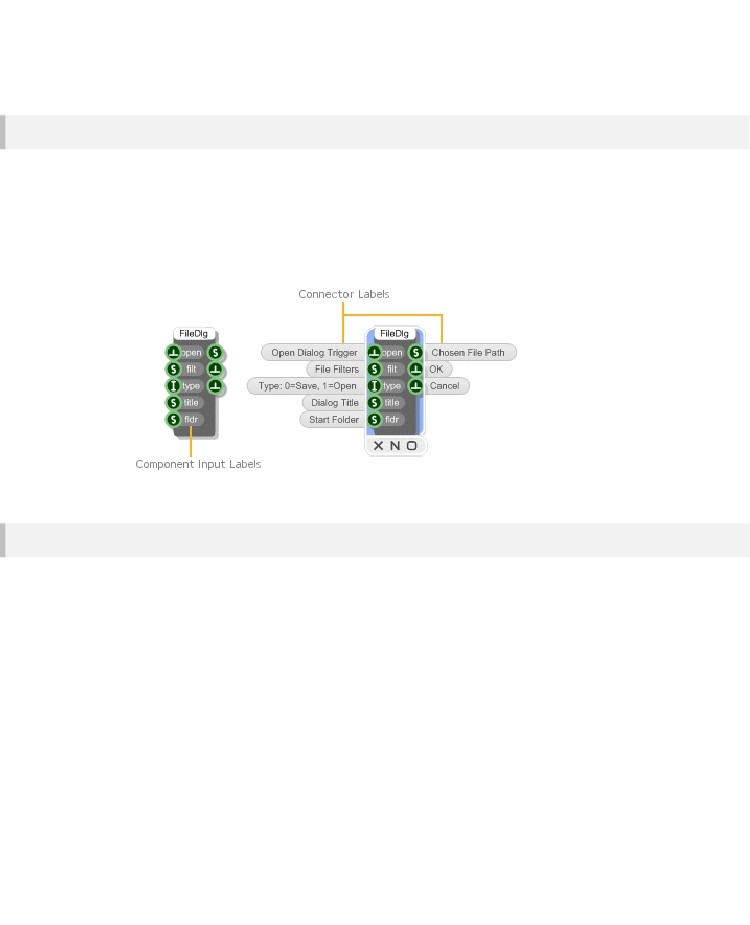 Connector Labels
FileDlg
FileDlg
open
S
Open Dialog Trigger
open
S
Chosen File Path
S
filt
File Filters
S
filt
OK
I
type
Type: 0=Save, 1=Open
I
type
Cancel
S
title
Dialog Title
S
title
S
fldr
Start Folder
S
fldr
X N O
Component Input Labels